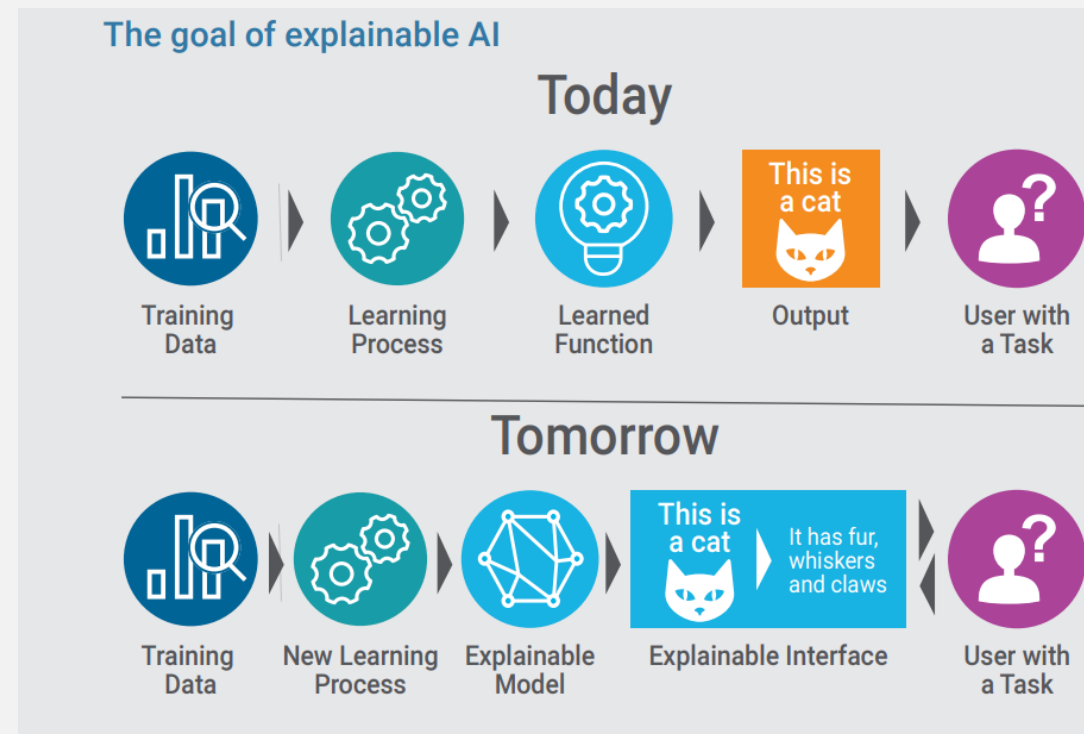 The goal of explainable AI
Today
This is
a cat
Training
Data
Learning
Process
Learned
Function
Output
User with
a Task
Tomorrow
This is
a cat
It has fur,
whiskers
and claws
Training
Data
New Learning
Process
Explainable
Model
Explainable Interface
User with
a Task